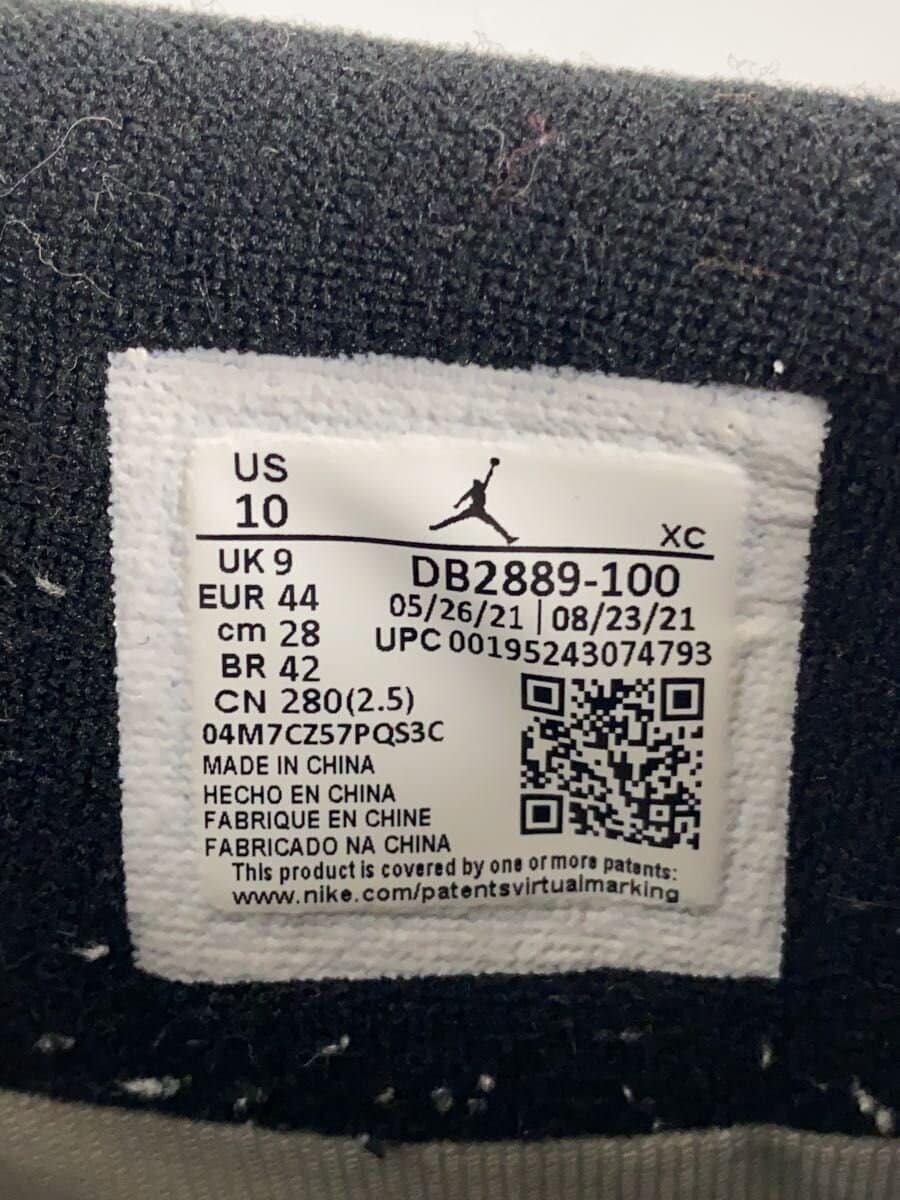 US
10
XC
UK 9
EUR 44
cm 28
BR 42
CN 280(2.5)
DB2889-100
05/26/21 | 08/23/21
UPC 00195243074793
04M7CZ57PQS3C
MADE IN CHINA
HECHO EN CHINA
FABRIQUE EN CHINE
FABRICADO NA CHINA
This product is covered by one or more patents:
www.nike.com/patentsvirtualmarking